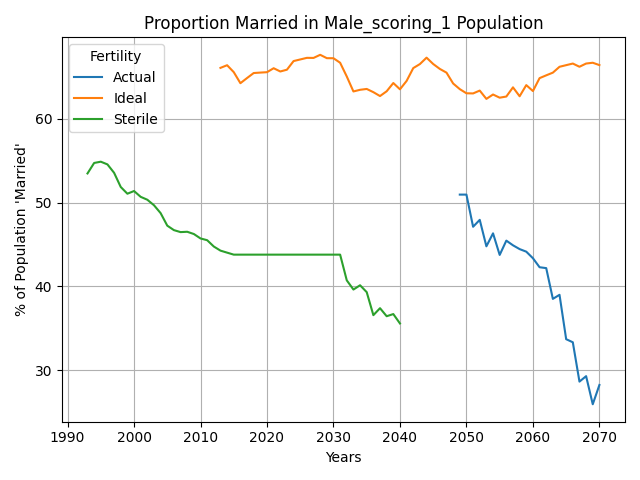 Proportion Married in Male_scoring_1 Population
Fertility
Actual
Ideal
Sterile
% of Population 'Married'
60
50
40
30
1990 2000 2010 2020 2030 2040 2050 2060 2070
Years